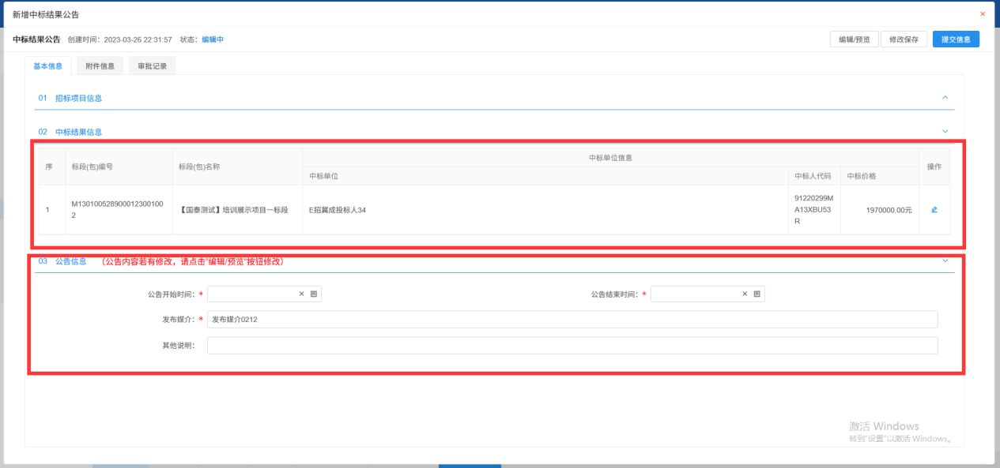 新增中标结果公告
中标结果公告 创建时间：2023-03-26 22:31:57 状态：编辑中 编辑/预览 修改保存 提交信息
基本信息 附件信息 审批记录
01 招标项目信息
02 中标结果信息
序 标段(包)编号 标段(包)名称 中标单位信息 操作
中标单位 中标人代码 中标价格
1 M130100528900012300100
2 【国泰测试】培训展示项目一标段 E招冀成投标人34 91220299M
A13XBU53
R 1970000.00元
03 公告信息 （公告内容若有修改，请点击"编辑/预览"按钮修改）
公告开始时间：* 公告结束时间：*
发布媒介：* 发布媒介0212
其他说明：
激活 Windows
转到"设置"以激活 Windows。